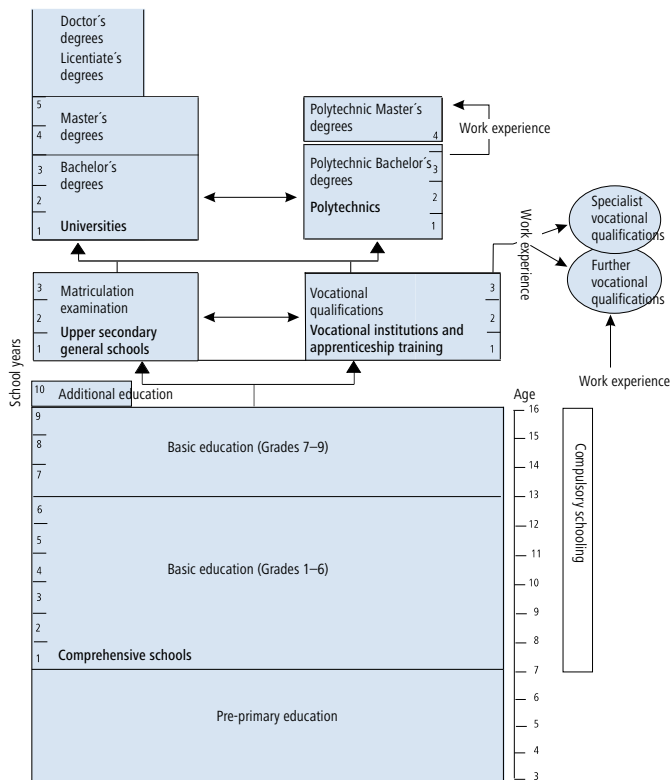 Doctor´s
degrees
Licentiate´s
degrees
5
4
Master´s
degrees
3
2
1
Bachelor´s
degrees
Universities
Polytechnic Master´s
degrees
4
Polytechnic Bachelor´s
degrees
3
2
1
Polytechnics
Work experience
Work experience
Specialist
vocational
qualifications
Further
vocational
qualifications
Work experience
3
2
1
Matriculation
examination
Upper secondary
general schools
Vocational
qualifications
Vocational institutions and
apprenticeship training
3
2
1
School years
10
Additional education
9
8
7
Basic education (Grades 7–9)
6
5
4
3
2
1
Basic education (Grades 1–6)
Comprehensive schools
Pre-primary education
Age
16
15
14
13
12
11
10
9
8
7
6
5
4
3
Compulsory schooling